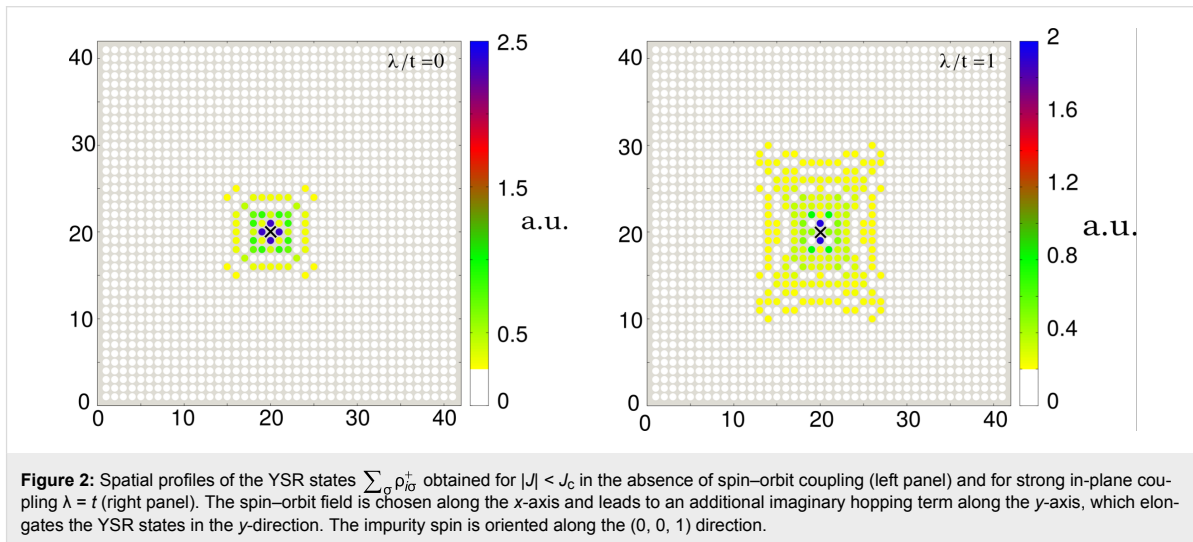 λ/t =0
40
30
20
10
0
0 10 20 30 40
2.5
1.5
0.5
0
a.u.
λ/t=1
40
30
20
10
0
0 10 20 30 40
2
1.6
1.2
0.8
0.4
0
a.u.
Figure 2: Spatial profiles of the YSR states ∑σ ρ⁺iσ obtained for |J| < Jc in the absence of spin–orbit coupling (left panel) and for strong in-plane cou-
pling λ = t (right panel). The spin–orbit field is chosen along the x-axis and leads to an additional imaginary hopping term along the y-axis, which elon-
gates the YSR states in the y-direction. The impurity spin is oriented along the (0, 0, 1) direction.